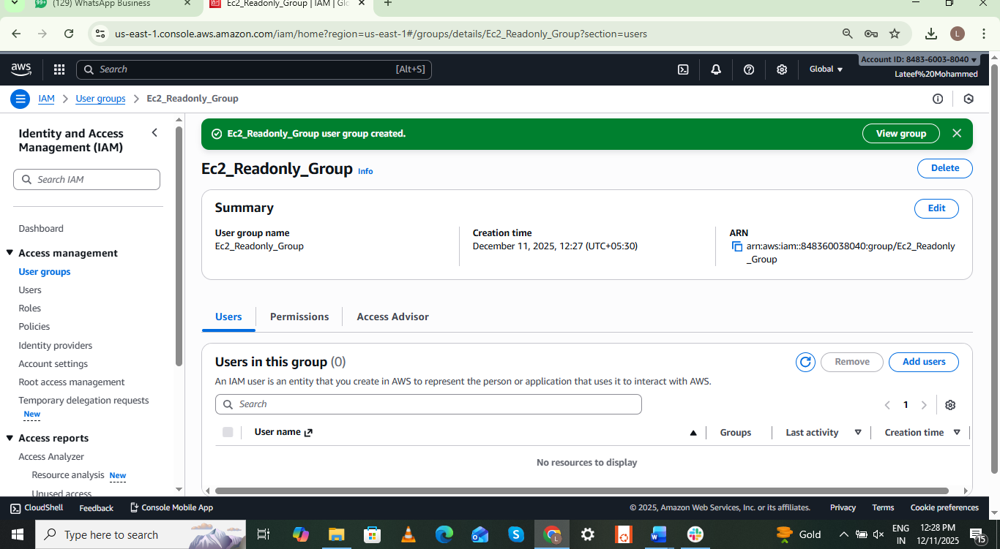 99+ (129) WhatsApp Business
Ec2_Readonly_Group | IAM | Glo
us-east-1.console.aws.amazon.com/iam/home?region=us-east-1#/groups/details/Ec2_Readonly_Group?section=users
L
aws
Search [Alt+S]
Global
Account ID: 8483-6003-8040
Lateef%20Mohammed
IAM > User groups > Ec2_Readonly_Group
Identity and Access
Management (IAM)
Search IAM
Dashboard
Access management
User groups
Users
Roles
Policies
Identity providers
Account settings
Root access management
Temporary delegation requests
New
Access reports
Access Analyzer
Resource analysis New
Unused access
Ec2_Readonly_Group user group created.
View group
Ec2_Readonly_Group Info
Delete
Summary
Edit
User group name
Ec2_Readonly_Group
Creation time
December 11, 2025, 12:27 (UTC+05:30)
ARN
arn:aws:iam::848360038040:group/Ec2_Readonly
_Group
Users Permissions Access Advisor
Users in this group (0)
Remove
Add users
An IAM user is an entity that you create in AWS to represent the person or application that uses it to interact with AWS.
Search
1
User name Groups Last activity Creation time
No resources to display
CloudShell Feedback Console Mobile App
© 2025, Amazon Web Services, Inc. or its affiliates. Privacy Terms Cookie preferences
Type here to search
Gold
ENG
IN
12:28 PM
12/11/2025
15